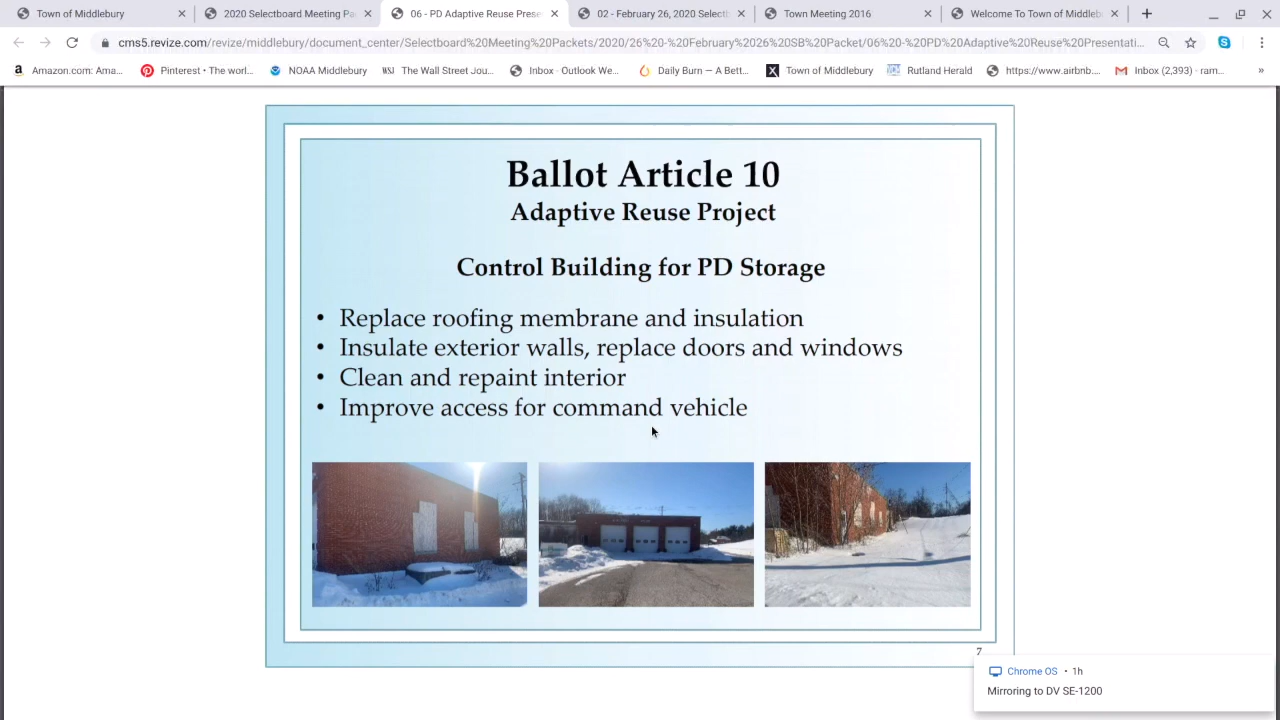 Town of Middlebury
2020 Selectboard Meeting Pa
06 - PD Adaptive Reuse Prese
02 - February 26, 2020 Selectb
Town Meeting 2016
Welcome To Town of Middleb
cms5.revize.com/revize/middlebury/document_center/Selectboard%20Meeting%20Packets/2020/26%20-%20February%2026%20SB%20Packet/06%20-%20PD%20Adaptive%20Reuse%20Presentati...
Amazon.com: Ama...
Pinterest • The worl...
NOAA Middlebury
WSJ The Wall Street Jou...
Inbox - Outlook We...
Daily Burn — A Bett...
Town of Middlebury
Rutland Herald
https://www.airbnb....
Inbox (2,393) - ram...
Ballot Article 10
Adaptive Reuse Project
Control Building for PD Storage
• Replace roofing membrane and insulation
• Insulate exterior walls, replace doors and windows
• Clean and repaint interior
• Improve access for command vehicle
7
Chrome OS • 1h
Mirroring to DV SE-1200